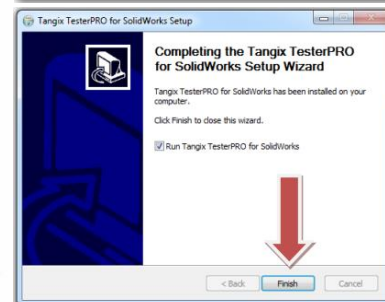 Tangix TesterPRO for SolidWorks Setup
Completing the Tangix TesterPRO
for SolidWorks Setup Wizard
Tangix TesterPRO for SolidWorks has been installed on your
computer.
Click Finish to close this wizard.
Run Tangix TesterPRO for SolidWorks
< Back
Finish
Cancel